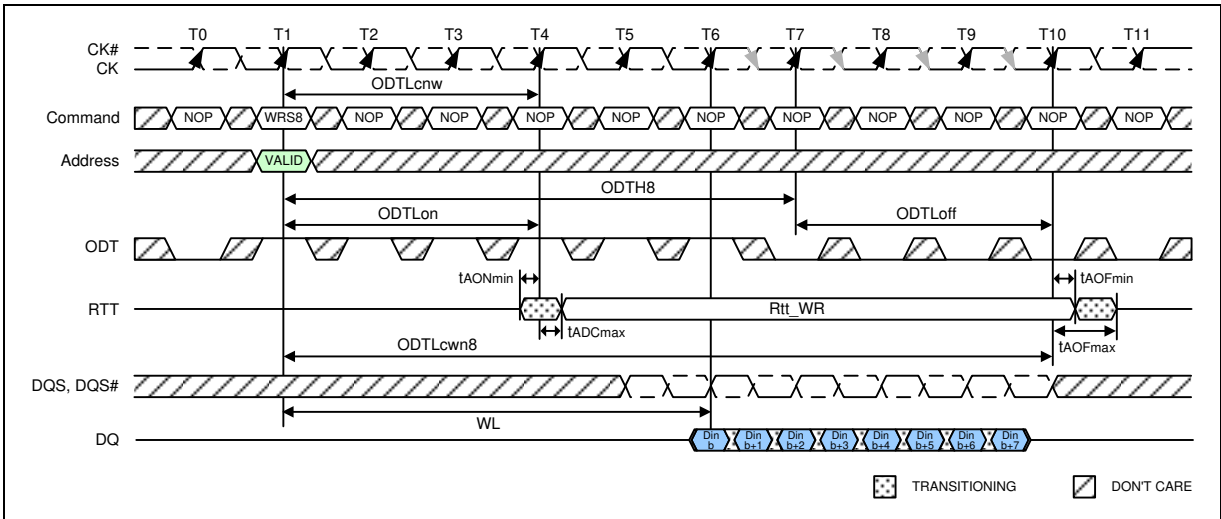 T0 T1 T2 T3 T4 T5 T6 T7 T8 T9 T10 T11
CK#
CK
ODTLcnw
Command NOP WRS8 NOP NOP NOP NOP NOP NOP NOP NOP NOP NOP
Address VALID
ODTH8
ODTLon ODTLoff
ODT
tAONmin tAOFmin
RTT Rtt_WR
tADCmax
tAOFmax
ODTLcwn8
DQS, DQS#
WL
DQ Din b Din b+1 Din b+2 Din b+3 Din b+4 Din b+5 Din b+6 Din b+7
TRANSITIONING DON'T CARE